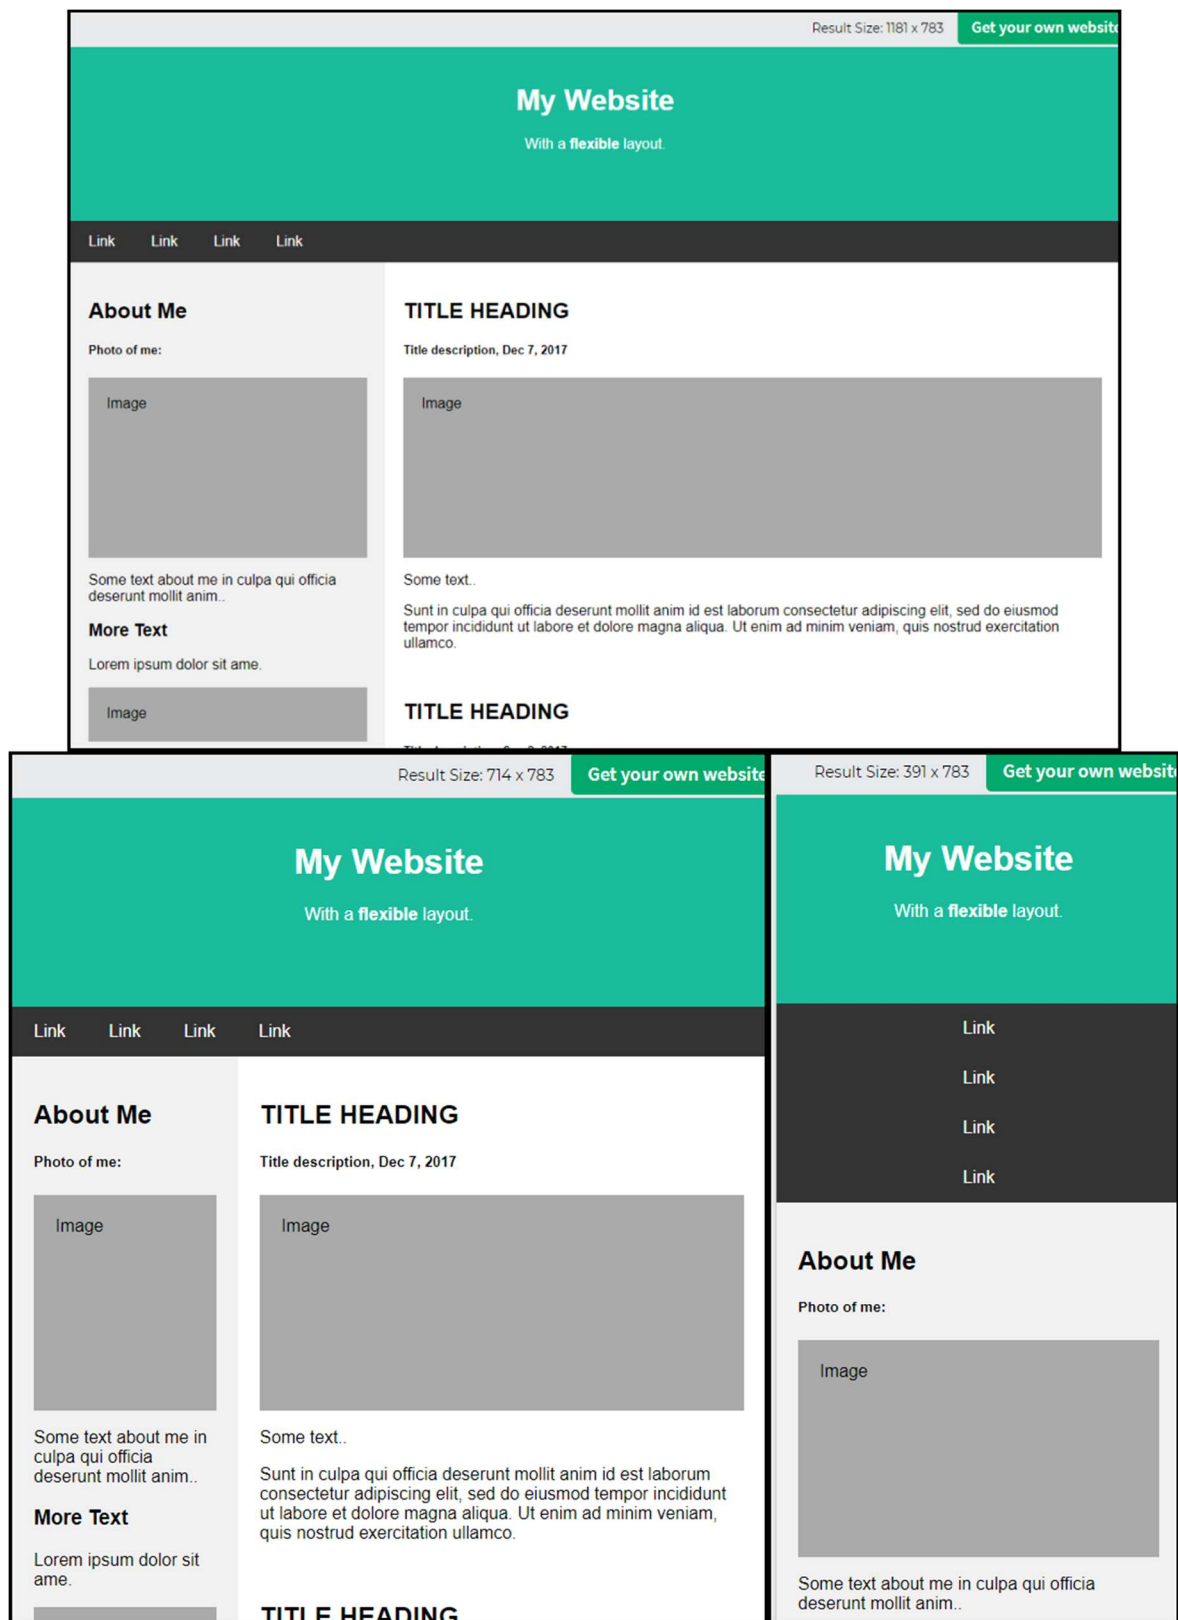 Result Size: 1181 x 783
Get your own website
My Website
With a flexible layout.
Link Link Link Link
About Me
Photo of me:
Image
Some text about me in culpa qui officia
deserunt mollit anim..
More Text
Lorem ipsum dolor sit ame.
Image
TITLE HEADING
Title description, Dec 7, 2017
Image
Some text..
Sunt in culpa qui officia deserunt mollit anim id est laborum consectetur adipiscing elit, sed do eiusmod
tempor incididunt ut labore et dolore magna aliqua. Ut enim ad minim veniam, quis nostrud exercitation
ullamco.
TITLE HEADING
Result Size: 714 x 783
Get your own website
My Website
With a flexible layout.
Link Link Link Link
About Me
Photo of me:
Image
Some text about me in
culpa qui officia
deserunt mollit anim..
More Text
Lorem ipsum dolor sit
ame.
TITLE HEADING
Title description, Dec 7, 2017
Image
Some text..
Sunt in culpa qui officia deserunt mollit anim id est laborum
consectetur adipiscing elit, sed do eiusmod tempor incididunt
ut labore et dolore magna aliqua. Ut enim ad minim veniam,
quis nostrud exercitation ullamco.
TITLE HEADING
Result Size: 391 x 783
Get your own websit
My Website
With a flexible layout.
Link
Link
Link
Link
About Me
Photo of me:
Image
Some text about me in culpa qui officia
deserunt mollit anim..